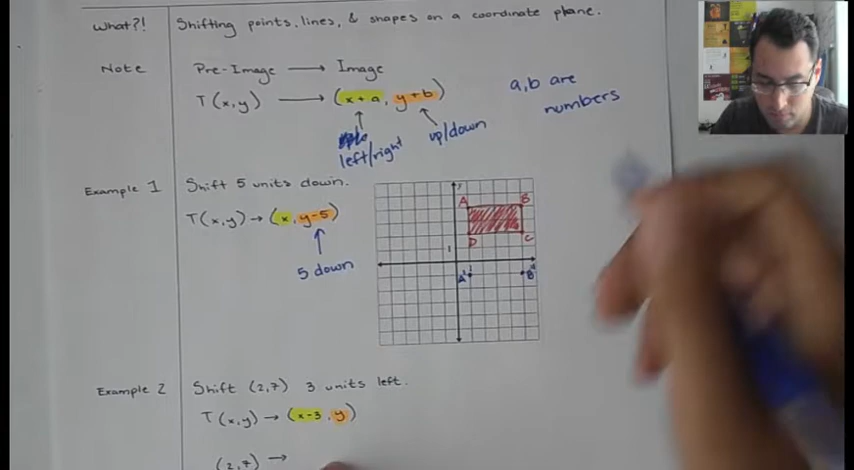 What?! Shifting points, lines, & shapes on a coordinate plane.
Note Pre-Image → Image
T(x,y) → (x+a, y+b)
a,b are
numbers
left/right
up/down
Example 1 Shift 5 units down.
T(x,y) → (x, y-5)
5 down
y
A B
D C
1
A' B'
Example 2 Shift (2,7) 3 units left.
T(x,y) → (x-3, y)
(2,7) →